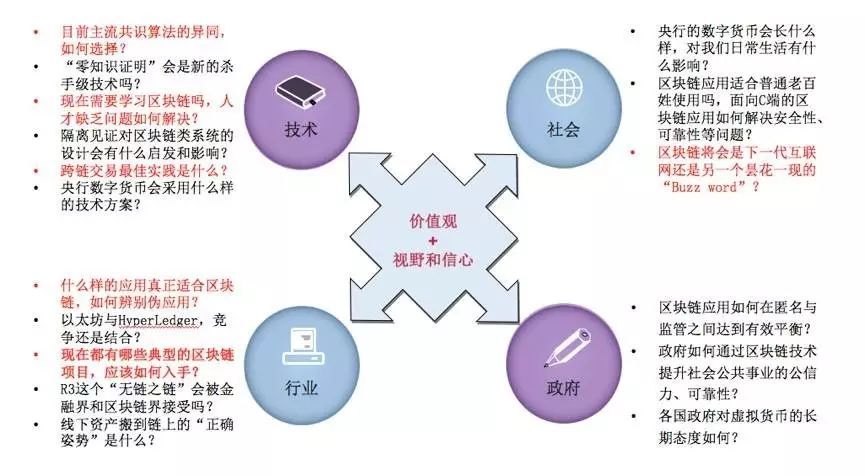 • 目前主流共识算法的异同,
如何选择?
• “零知识证明”会是新的杀
手级技术吗?
• 现在需要学习区块链吗,人
才缺乏问题如何解决?
• 隔离见证对区块链类系统的
设计会有什么启发和影响?
• 跨链交易最佳实践是什么?
• 央行数字货币会采用什么样
的技术方案?
技术
社会
• 央行的数字货币会长什么
样,对我们日常生活有什
么影响?
• 区块链应用适合普通老百
姓使用吗,面向C端的区
块链应用如何解决安全性、
可靠性等问题?
• 区块链将会是下一代互联
网还是另一个昙花一现的
“Buzz word”?
价值观
+
视野和信心
• 什么样的应用真正适合区块
链,如何辨别伪应用?
• 以太坊与HyperLedger,竞
争还是结合?
• 现在都有哪些典型的区块链
项目,应该如何入手?
• R3这个“无链之链”会被金
融界和区块链界接受吗?
• 线下资产搬到链上的“正确
姿势”是什么?
行业
政府
• 区块链应用如何在匿名与
监管之间达到有效平衡?
• 政府如何通过区块链技术
提升社会公共事业的公信
力、可靠性?
• 各国政府对虚拟货币的长
期态度如何?